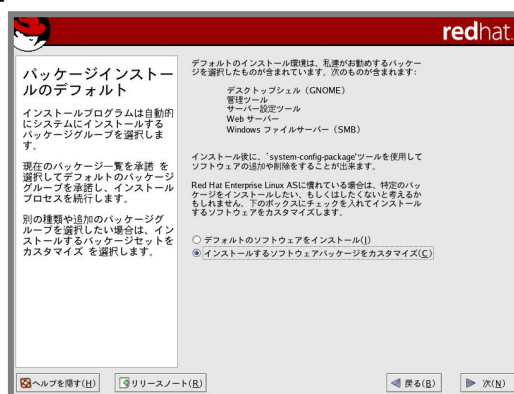 redhat.
パッケージインストー
ルのデフォルト
インストールプログラムは自動的
にシステムにインストールする
パッケージグループを選択しま
す。
現在のパッケージ一覧を承諾 を
選択してデフォルトのパッケージ
グループを承諾し、インストール
プロセスを続行します。
別の種類や追加のパッケージグ
ループを選択したい場合は、イン
ストールするパッケージセットを
カスタマイズ を選択します。
デフォルトのインストール環境は、私達がお勧めするパッケー
ジを選択したものが含まれています。次のものが含まれます:
デスクトップシェル（GNOME）
管理ツール
サーバー設定ツール
Web サーバー
Windows ファイルサーバー（SMB）
インストール後に、`system-config-package'ツールを使用して
ソフトウェアの追加や削除をすることが出来ます。
Red Hat Enterprise Linux ASに慣れている場合は、特定のパッ
ケージをインストールしたい、もしくはしたくないと考えるか
もしれません。下のボックスにチェックを入れてインストール
するソフトウェアをカスタマイズします。
デフォルトのソフトウェアをインストール(I)
インストールするソフトウェアパッケージをカスタマイズ(C)
ヘルプを隠す(H)
リリースノート(R)
戻る(B)
次(N)